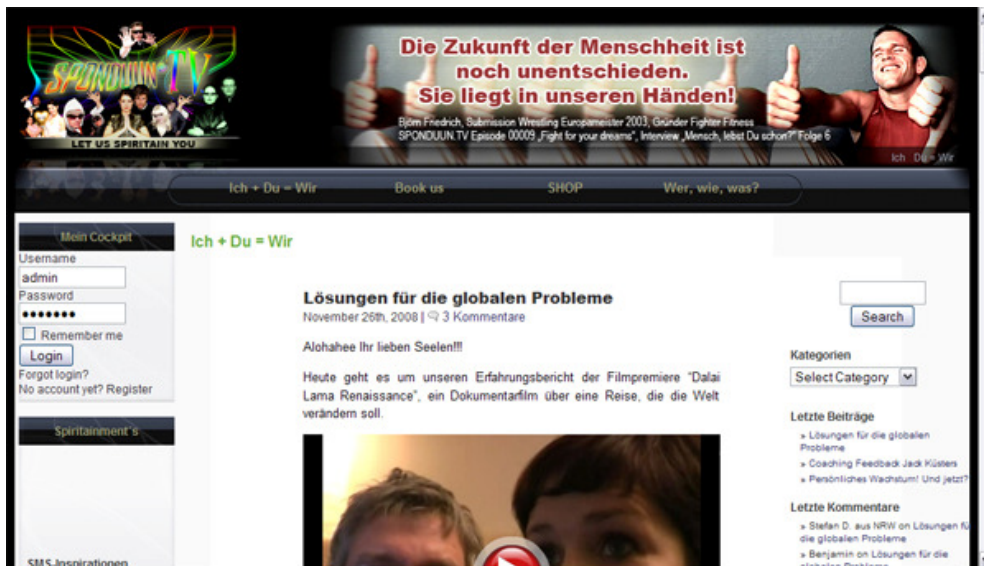 SPONDUUN TV
LET US SPIRITAIN YOU
Die Zukunft der Menschheit ist
noch unentschieden.
Sie liegt in unseren Händen!
Björn Friedrich, Submission Wrestling Europameister 2003, Gründer Fighter Fitness
SPONDUUN.TV Episode 00009 „Fight for your dreams", Interview „Mensch, lebst Du schon?" Folge 6
Ich Du = Wir
Ich + Du = Wir
Book us
SHOP
Wer, wie, was?
Mein Cockpit
Username
admin
Password
Remember me
Login
Forgot login?
No account yet? Register
Spiritainment´s
SMS-Inspirationen
Ich + Du = Wir
Lösungen für die globalen Probleme
November 26th, 2008 | 3 Kommentare
Alohahee Ihr lieben Seelen!!!
Heute geht es um unseren Erfahrungsbericht der Filmpremiere "Dalai
Lama Renaissance", ein Dokumentarfilm über eine Reise, die die Welt
verändern soll.
Search
Kategorien
Select Category
Letzte Beiträge
» Lösungen für die globalen
Probleme
» Coaching Feedback Jack Küsters
» Persönliches Wachstum! Und jetzt?
Letzte Kommentare
» Stefan D. aus NRW on Lösungen fü
die globalen Probleme
» Benjamin on Lösungen für die
globalen Probleme